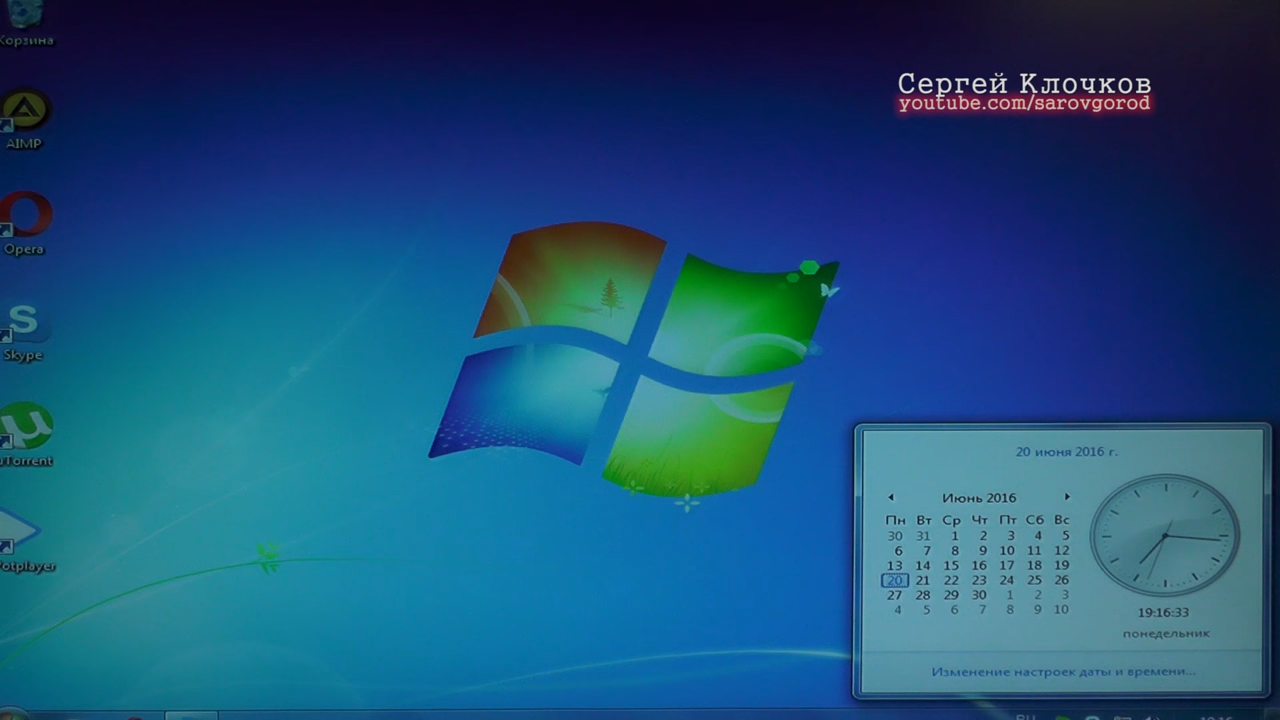 Корзина
AIMP
Opera
S
Skype
µ
µTorrent
Potplayer
Сергей Клочков
youtube.com/sarovgorod
20 июня 2016 г.
Июнь 2016
Пн Вт Ср Чт Пт Сб Вс
30 31 1 2 3 4 5
6 7 8 9 10 11 12
13 14 15 16 17 18 19
20 21 22 23 24 25 26
27 28 29 30 1 2 3
4 5 6 7 8 9 10
19:16:33
понедельник
Изменение настроек даты и времени...
RU